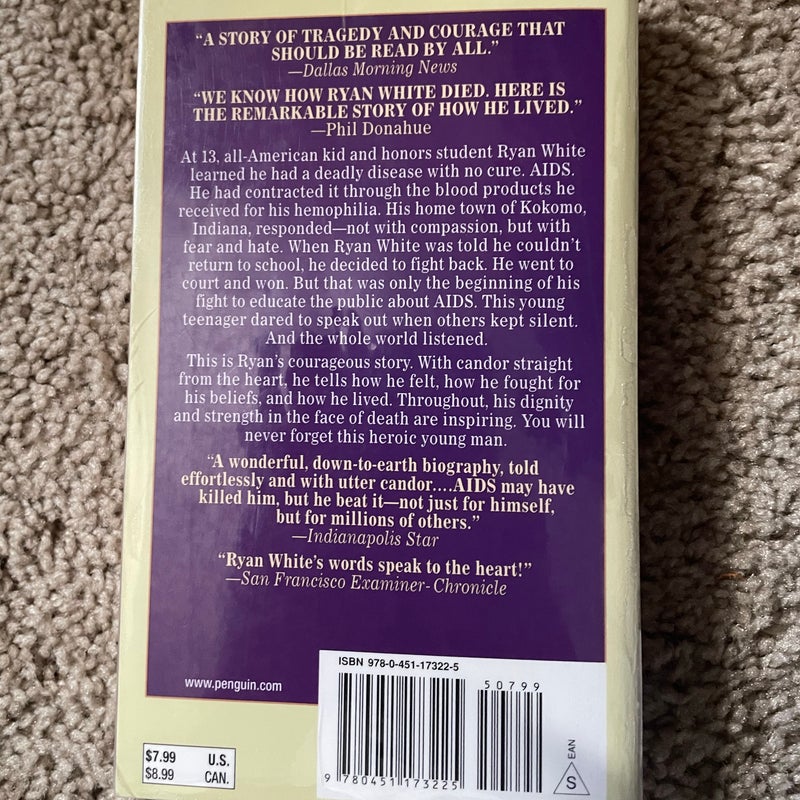 “A STORY OF TRAGEDY AND COURAGE THAT
SHOULD BE READ BY ALL.”
—Dallas Morning News
“WE KNOW HOW RYAN WHITE DIED. HERE IS
THE REMARKABLE STORY OF HOW HE LIVED.”
—Phil Donahue
At 13, all-American kid and honors student Ryan White
learned he had a deadly disease with no cure. AIDS.
He had contracted it through the blood products he
received for his hemophilia. His home town of Kokomo,
Indiana, responded—not with compassion, but with
fear and hate. When Ryan White was told he couldn’t
return to school, he decided to fight back. He went to
court and won. But that was only the beginning of his
fight to educate the public about AIDS. This young
teenager dared to speak out when others kept silent.
And the whole world listened.
This is Ryan’s courageous story. With candor straight
from the heart, he tells how he felt, how he fought for
his beliefs, and how he lived. Throughout, his dignity
and strength in the face of death are inspiring. You will
never forget this heroic young man.
“A wonderful, down-to-earth biography, told
effortlessly and with utter candor....AIDS may have
killed him, but he beat it—not just for himself,
but for millions of others.”
—Indianapolis Star
“Ryan White’s words speak to the heart!”
—San Francisco Examiner-Chronicle
www.penguin.com
ISBN 978-0-451-17322-5
50799
9 780451 173225
EAN
S
$7.99 U.S.
$8.99 CAN.